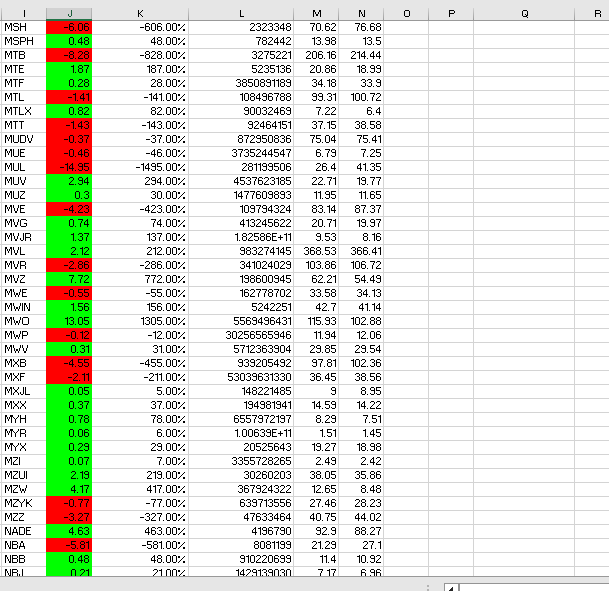 I J K L M N O P Q R
MSH -6.06 -606.00% 2323348 70.62 76.68
MSPH 0.48 48.00% 782442 13.98 13.5
MTB -8.28 -828.00% 3275221 206.16 214.44
MTE 1.87 187.00% 5235136 20.86 18.99
MTF 0.28 28.00% 3850891189 34.18 33.9
MTL -1.41 -141.00% 108496788 99.31 100.72
MTLX 0.82 82.00% 90032469 7.22 6.4
MTT -1.43 -143.00% 92464151 37.15 38.58
MUDV -0.37 -37.00% 872950836 75.04 75.41
MUE -0.46 -46.00% 3735244547 6.79 7.25
MUL -14.95 -1495.00% 281199506 26.4 41.35
MUV 2.94 294.00% 4537623185 22.71 19.77
MUZ 0.3 30.00% 1477609893 11.95 11.65
MVE -4.23 -423.00% 109794324 83.14 87.37
MVG 0.74 74.00% 413245622 20.71 19.97
MVJR 1.37 137.00% 1.82586E+11 9.53 8.16
MVL 2.12 212.00% 983274145 368.53 366.41
MVR -2.86 -286.00% 341024029 103.86 106.72
MVZ 7.72 772.00% 198600945 62.21 54.49
MWE -0.55 -55.00% 162778702 33.58 34.13
MWIN 1.56 156.00% 5242251 42.7 41.14
MWO 13.05 1305.00% 5569496431 115.93 102.88
MWP -0.12 -12.00% 30256565946 11.94 12.06
MWV 0.31 31.00% 5712363904 29.85 29.54
MXB -4.55 -455.00% 939205492 97.81 102.36
MXF -2.11 -211.00% 53039631330 36.45 38.56
MXJL 0.05 5.00% 148221485 9 8.95
MXX 0.37 37.00% 194981941 14.59 14.22
MYH 0.78 78.00% 6557972197 8.29 7.51
MYR 0.06 6.00% 1.00639E+11 1.51 1.45
MYX 0.29 29.00% 20525643 19.27 18.98
MZI 0.07 7.00% 3355728265 2.49 2.42
MZUI 2.19 219.00% 30260203 38.05 35.86
MZW 4.17 417.00% 367924322 12.65 8.48
MZYK -0.77 -77.00% 639713556 27.46 28.23
MZZ -3.27 -327.00% 47633464 40.75 44.02
NADE 4.63 463.00% 4196790 92.9 88.27
NBA -5.81 -581.00% 8081199 21.29 27.1
NBB 0.48 48.00% 910220699 11.4 10.92
NBJ 0.21 21.00% 1429139030 7.17 6.96